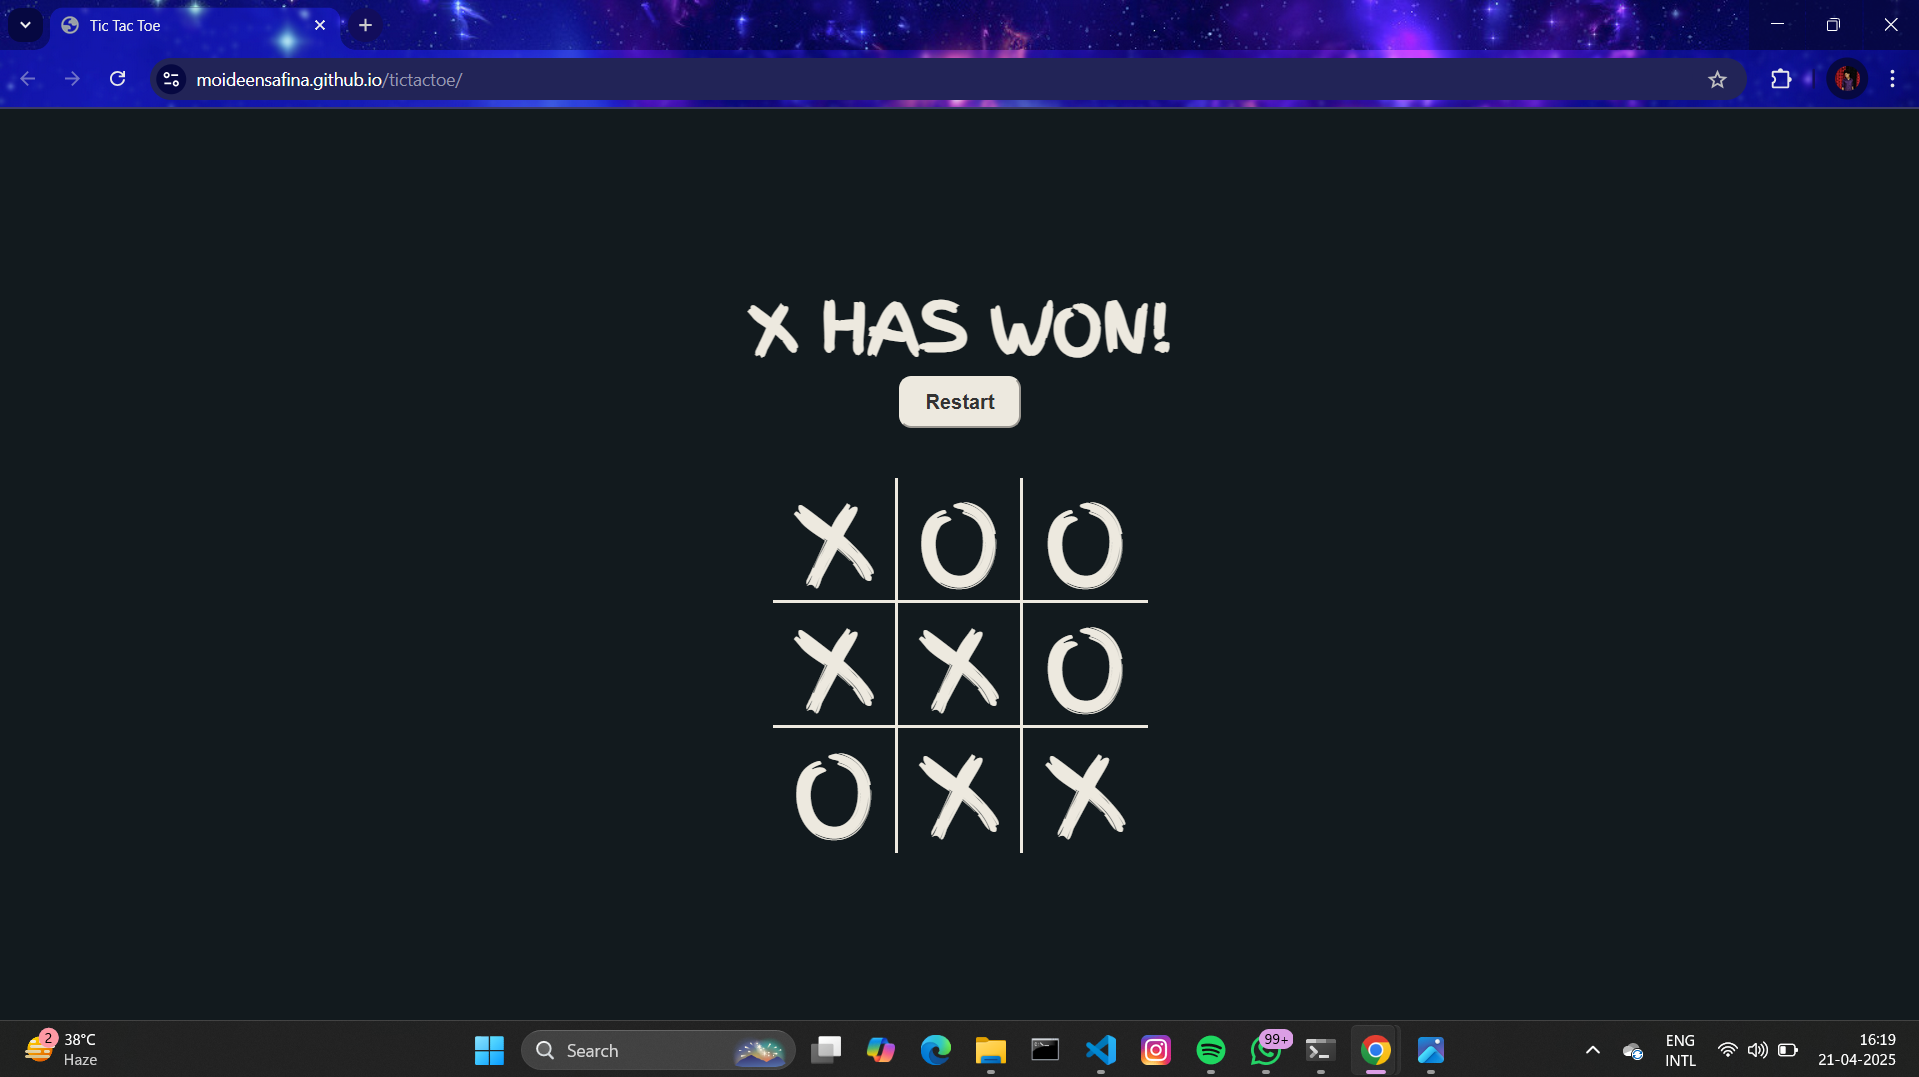 Tic Tac Toe
moideensafina.github.io/tictactoe/
X HAS WON!
Restart
X O O
X X O
O X X
2
38°C
Haze
Search
99+
ENG
INTL
16:19
21-04-2025